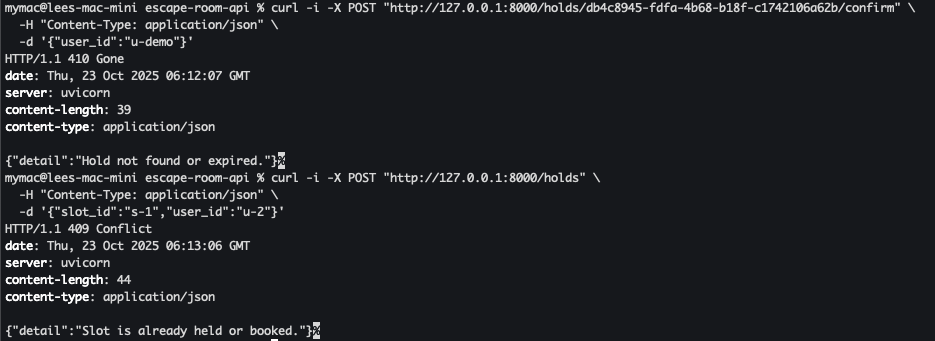 mymac@lees-mac-mini escape-room-api % curl -i -X POST "http://127.0.0.1:8000/holds/db4c8945-fdfa-4b68-b18f-c1742106a62b/confirm" \
  -H "Content-Type: application/json" \
  -d '{"user_id":"u-demo"}'
HTTP/1.1 410 Gone
date: Thu, 23 Oct 2025 06:12:07 GMT
server: uvicorn
content-length: 39
content-type: application/json

{"detail":"Hold not found or expired."}%
mymac@lees-mac-mini escape-room-api % curl -i -X POST "http://127.0.0.1:8000/holds" \
  -H "Content-Type: application/json" \
  -d '{"slot_id":"s-1","user_id":"u-2"}'
HTTP/1.1 409 Conflict
date: Thu, 23 Oct 2025 06:13:06 GMT
server: uvicorn
content-length: 44
content-type: application/json

{"detail":"Slot is already held or booked."}%